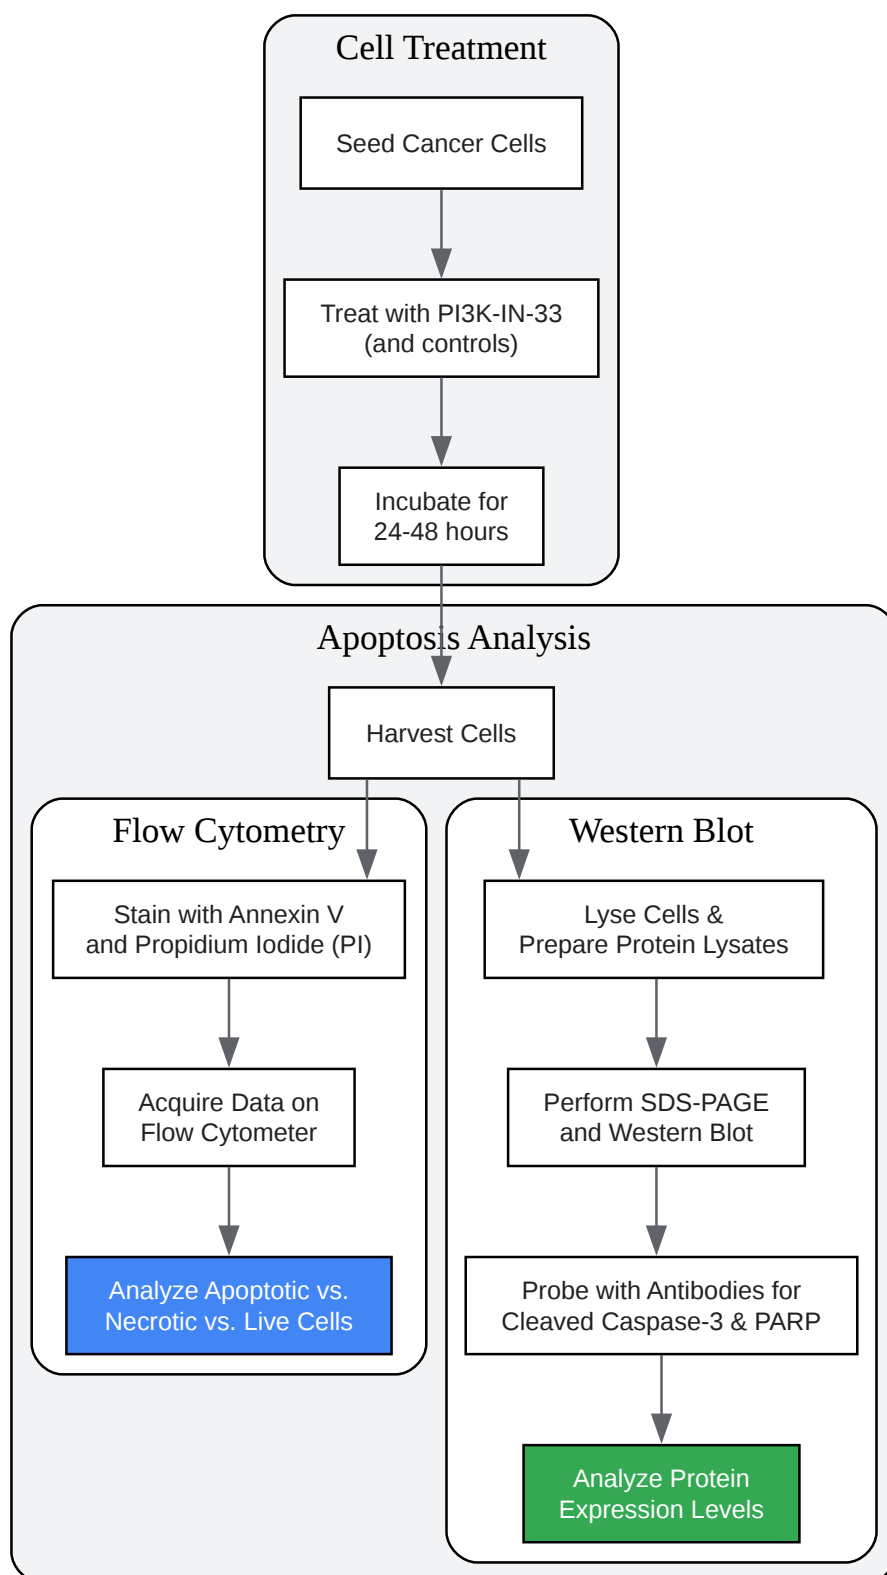 Cell Treatment
Seed Cancer Cells
Treat with PI3K-IN-33
(and controls)
Incubate for
24-48 hours
Apoptosis Analysis
Harvest Cells
Flow Cytometry
Stain with Annexin V
and Propidium Iodide (PI)
Acquire Data on
Flow Cytometer
Analyze Apoptotic vs.
Necrotic vs. Live Cells
Western Blot
Lyse Cells &
Prepare Protein Lysates
Perform SDS-PAGE
and Western Blot
Probe with Antibodies for
Cleaved Caspase-3 & PARP
Analyze Protein
Expression Levels